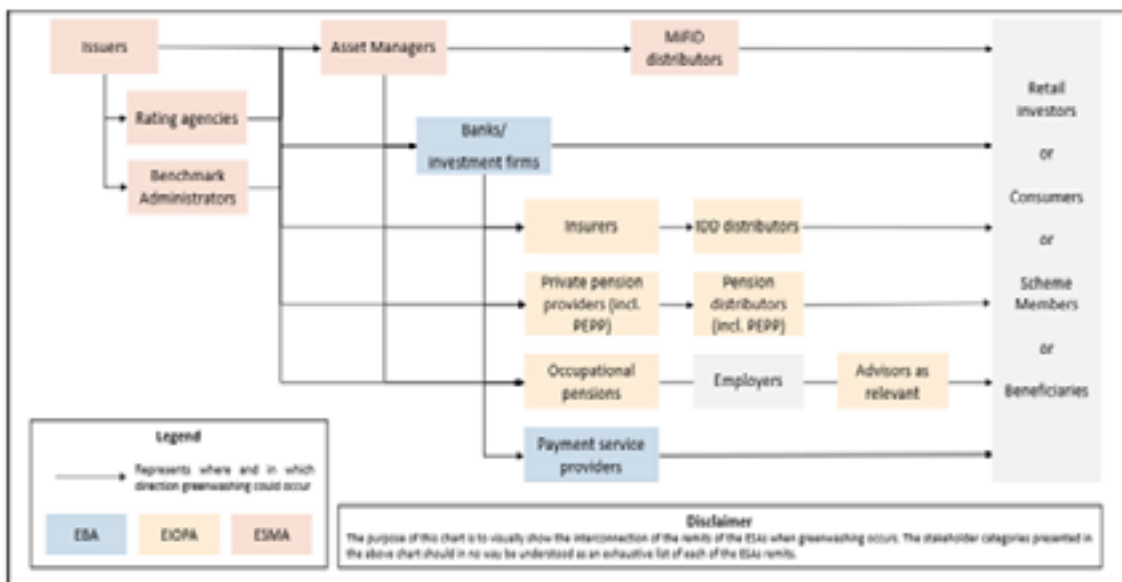 Issuers
Asset Managers
MiFID
distributors
Rating agencies
Benchmark
Administrators
Banks/
investment firms
Insurers
IDD distributors
Private pension
providers (incl.
PEPP)
Pension
distributors
(incl. PEPP)
Occupational
pensions
Employers
Advisors as
relevant
Payment service
providers
Retail
investors
or
Consumers
or
Scheme
Members
or
Beneficiaries
Legend
Represents where and in which
direction greenwashing could occur
EBA
EIOPA
ESMA
Disclaimer
The purpose of this chart is to visually show the interconnection of the remits of the ESAs when greenwashing occurs. The stakeholder categories presented in
the above chart should in no way be understood as an exhaustive list of each of the ESAs remits.